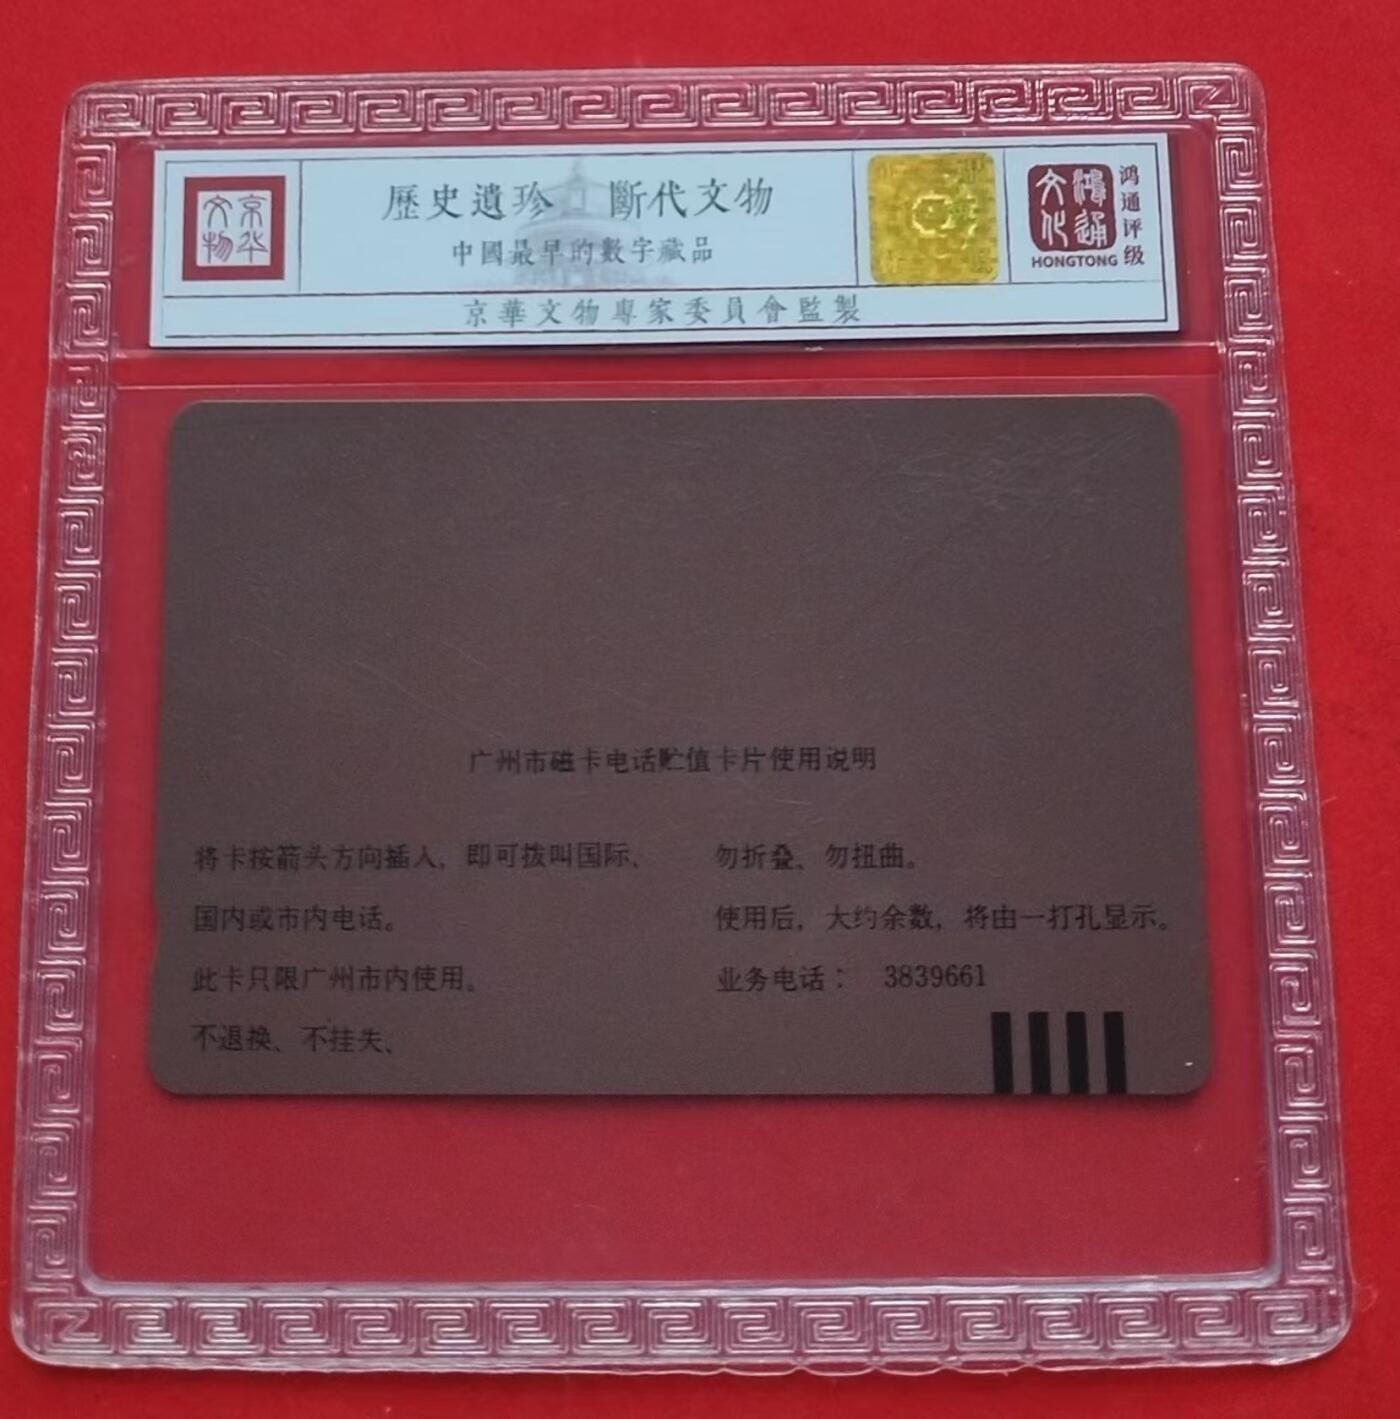 京华
文物
歷史遺珍 斷代文物
中國最早的數字藏品
京華文物專家委員會監製
鸿通
文化
HONGTONG
鸿通评级
广州市磁卡电话贮值卡片使用说明
将卡按箭头方向插入，即可拨叫国际、
国内或市内电话。
此卡只限广州市内使用。
不退换、不挂失、
勿折叠、勿扭曲。
使用后，大约余数，将由一打孔显示。
业务电话： 3839661